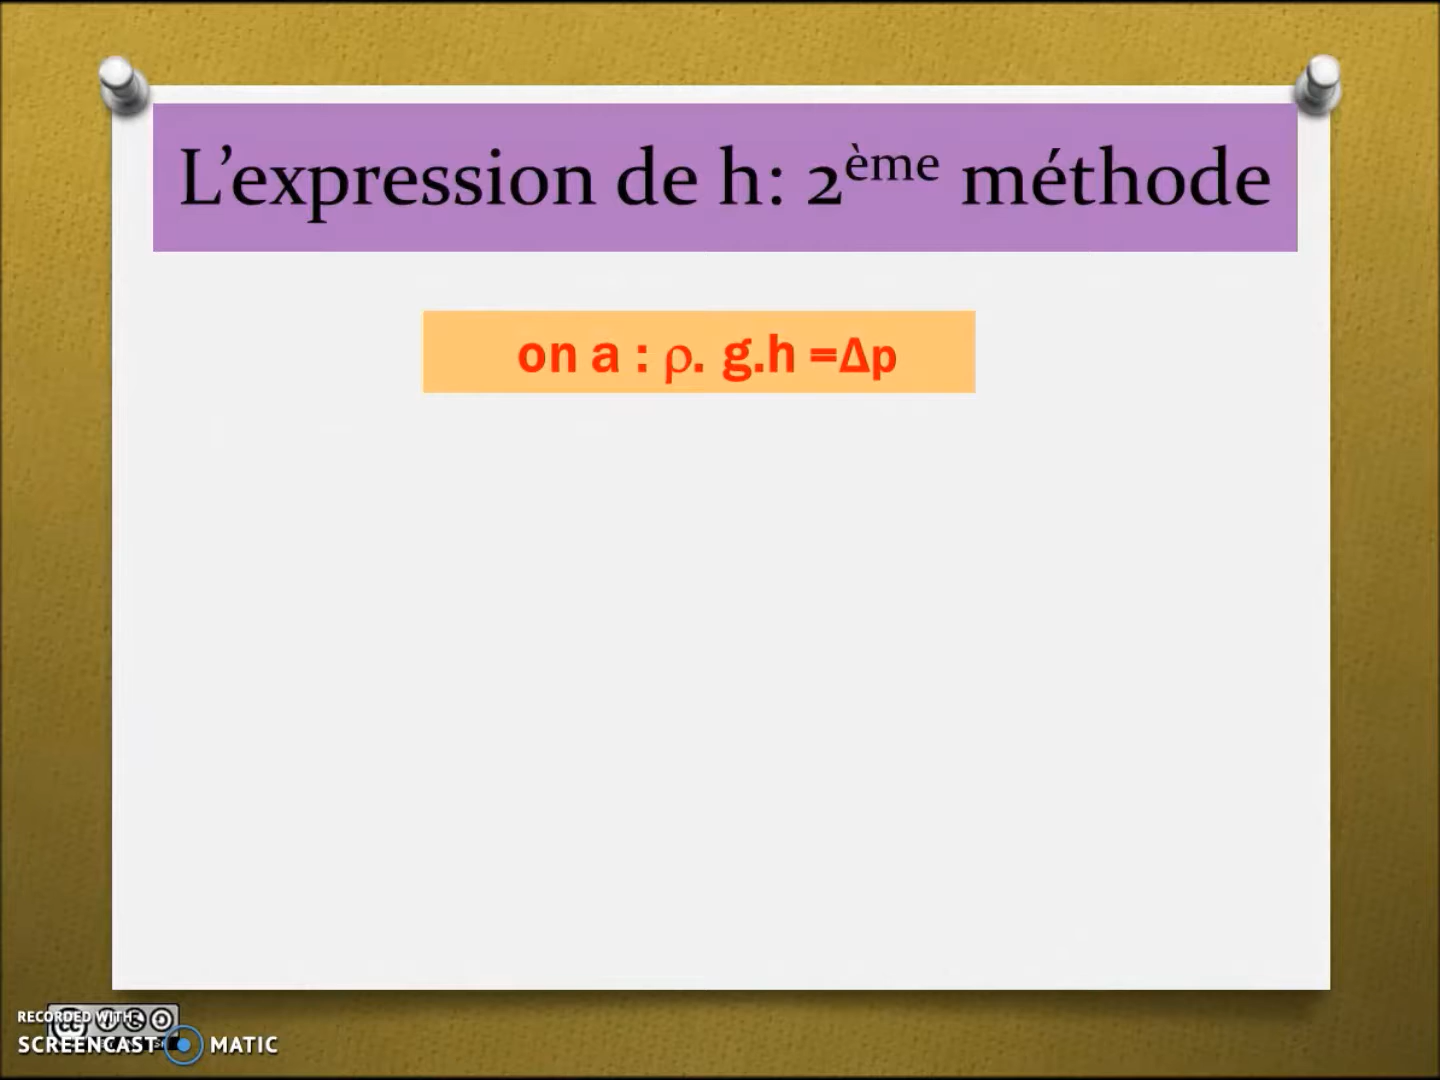 L’expression de h: 2ème méthode
on a : ρ. g.h =Δp
RECORDED WITH
SCREENCAST MATIC